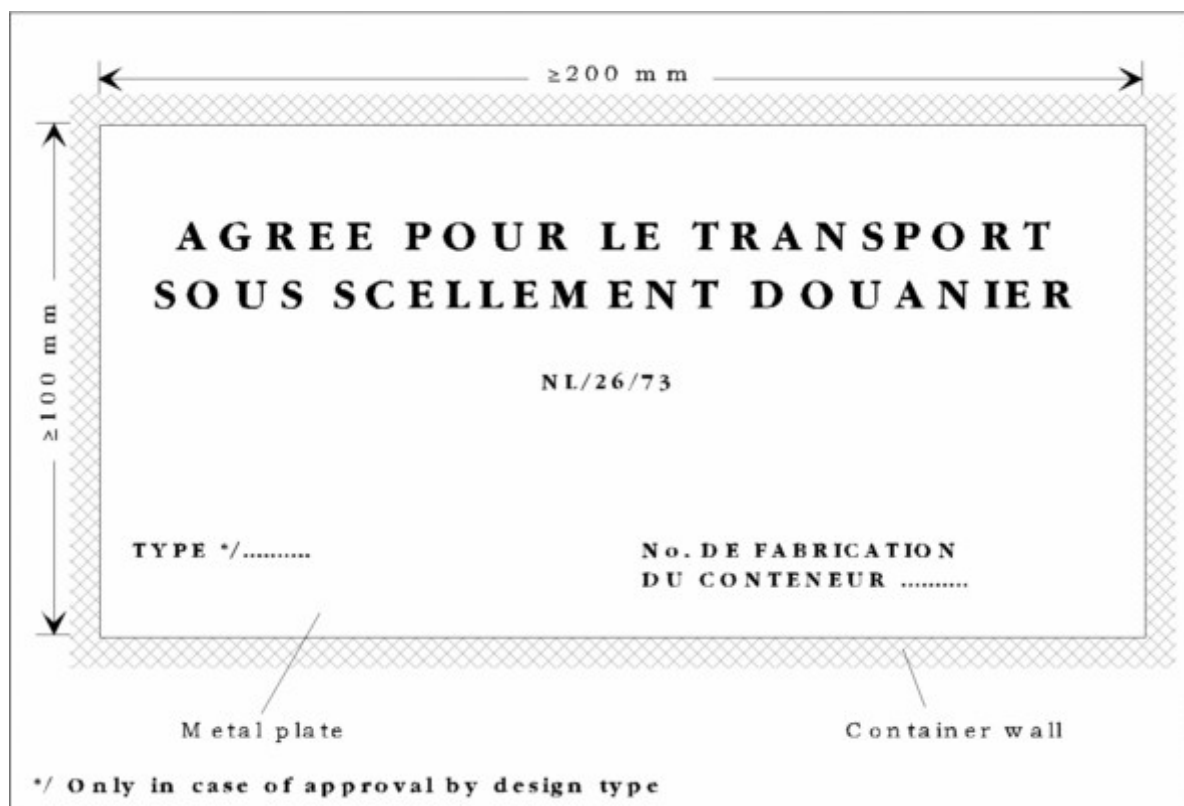 ≥200 mm
≥100 mm
AGREE POUR LE TRANSPORT
SOUS SCELLEMENT DOUANIER
NL/26/73
TYPE */..........
No. DE FABRICATION
DU CONTENEUR ..........
Metal plate
Container wall
*/ Only in case of approval by design type